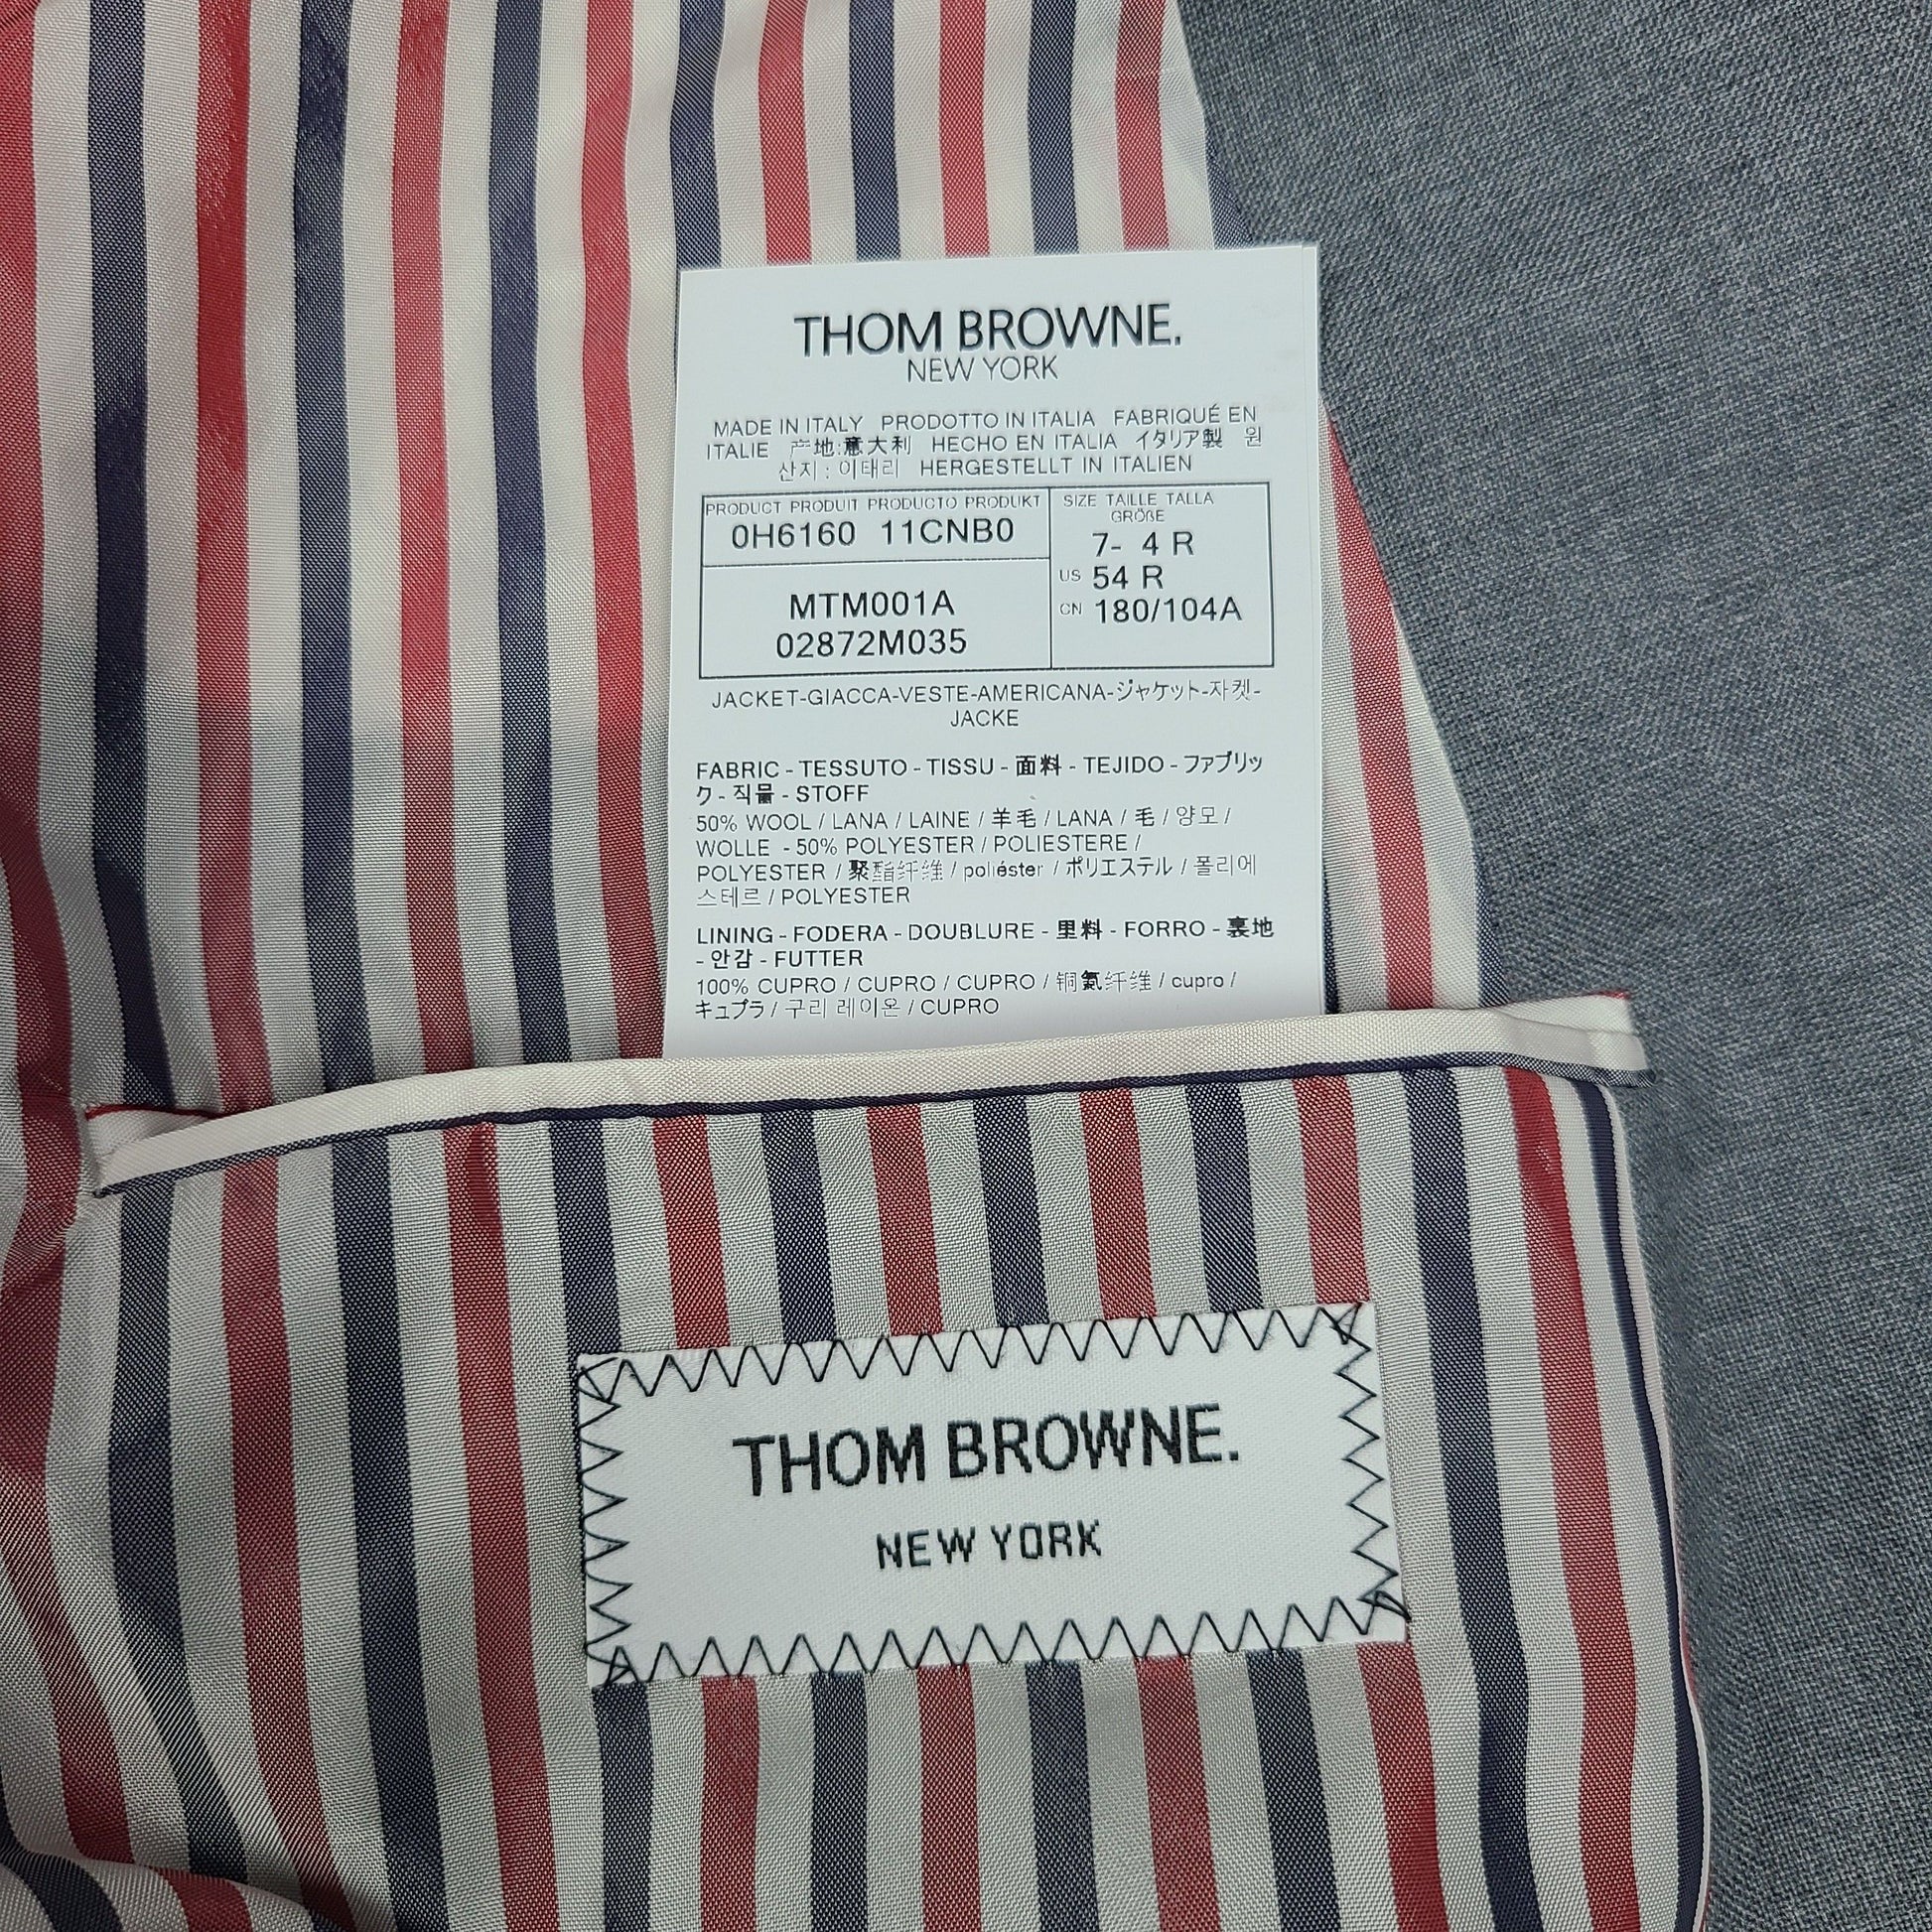 THOM BROWNE.
NEW YORK
MADE IN ITALY PRODOTTO IN ITALIA FABRIQUÉ EN
ITALIE 产地:意大利 HECHO EN ITALIA イタリア製 원
산지 : 이태리 HERGESTELLT IN ITALIEN
PRODUCT PRODUIT PRODUCTO PRODUKT
0H6160 11CNB0
MTM001A
02872M035
SIZE TAILLE TALLA
GRÖßE
7- 4 R
US 54 R
CN 180/104A
JACKET-GIACCA-VESTE-AMERICANA-ジャケット-자켓-
JACKE
FABRIC - TESSUTO - TISSU - 面料 - TEJIDO - ファブリッ
ク - 직물 - STOFF
50% WOOL / LANA / LAINE / 羊毛 / LANA / 毛 / 양모 /
WOLLE - 50% POLYESTER / POLIESTERE /
POLYESTER / 聚酯纤维 / poliéster / ポリエステル / 폴리에
스테르 / POLYESTER
LINING - FODERA - DOUBLURE - 里料 - FORRO - 裏地
- 안감 - FUTTER
100% CUPRO / CUPRO / CUPRO / 铜氨纤维 / cupro /
キュプラ / 구리 레이온 / CUPRO
THOM BROWNE.
NEW YORK